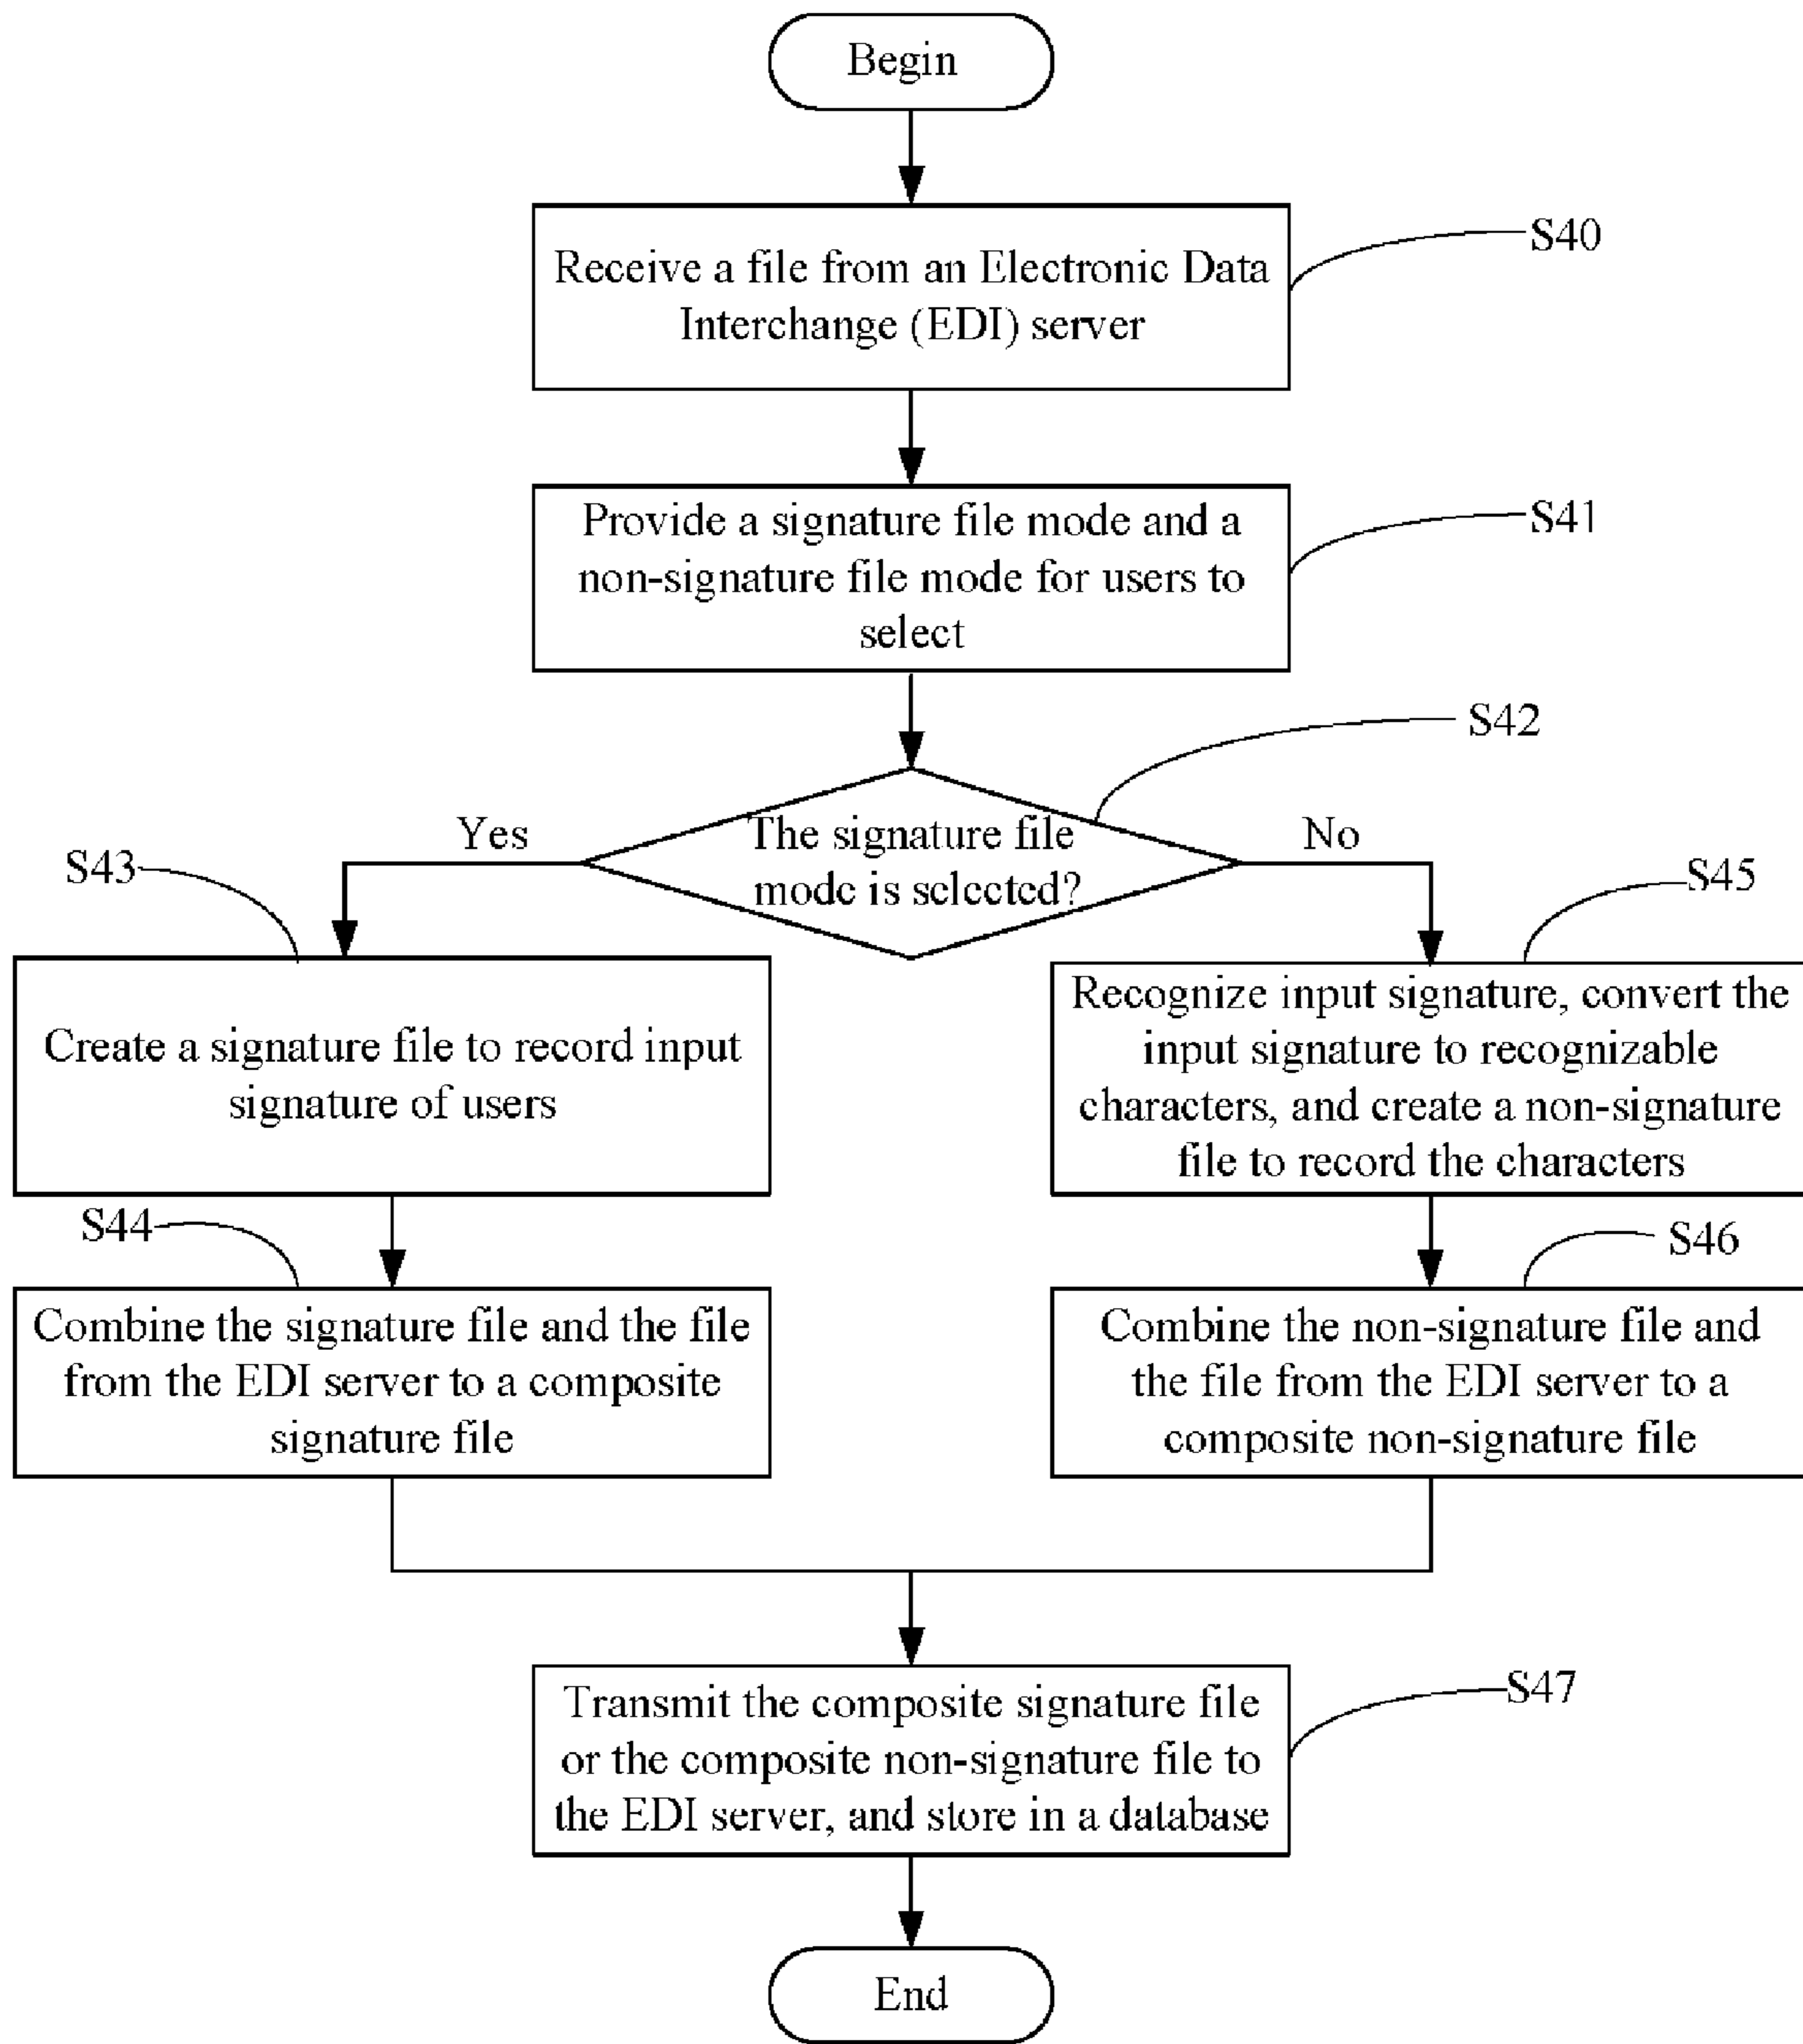 Begin
S40
Receive a file from an Electronic Data
Interchange (EDI) server
S41
Provide a signature file mode and a
non-signature file mode for users to
select
S42
Yes
The signature file
mode is selected?
No
S43
S45
Create a signature file to record input
signature of users
Recognize input signature, convert the
input signature to recognizable
characters, and create a non-signature
file to record the characters
S44
S46
Combine the signature file and the file
from the EDI server to a composite
signature file
Combine the non-signature file and
the file from the EDI server to a
composite non-signature file
S47
Transmit the composite signature file
or the composite non-signature file to
the EDI server, and store in a database
End